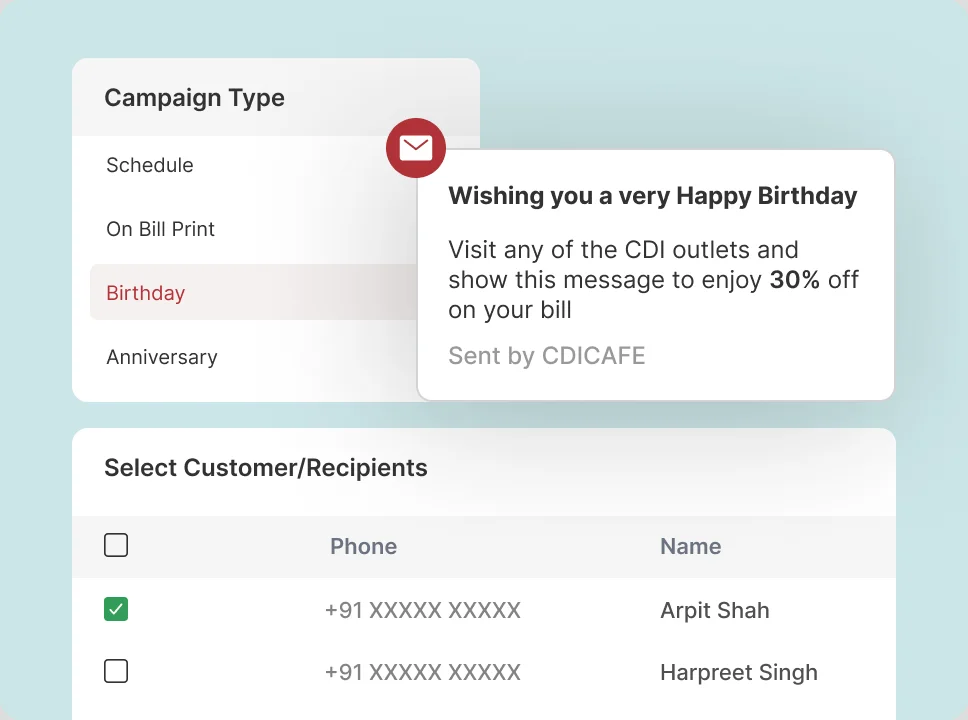 Campaign Type
Schedule
On Bill Print
Birthday
Anniversary
Wishing you a very Happy Birthday
Visit any of the CDI outlets and
show this message to enjoy 30% off
on your bill
Sent by CDICAFE
Select Customer/Recipients
Phone Name
+91 XXXXX XXXXX Arpit Shah
+91 XXXXX XXXXX Harpreet Singh